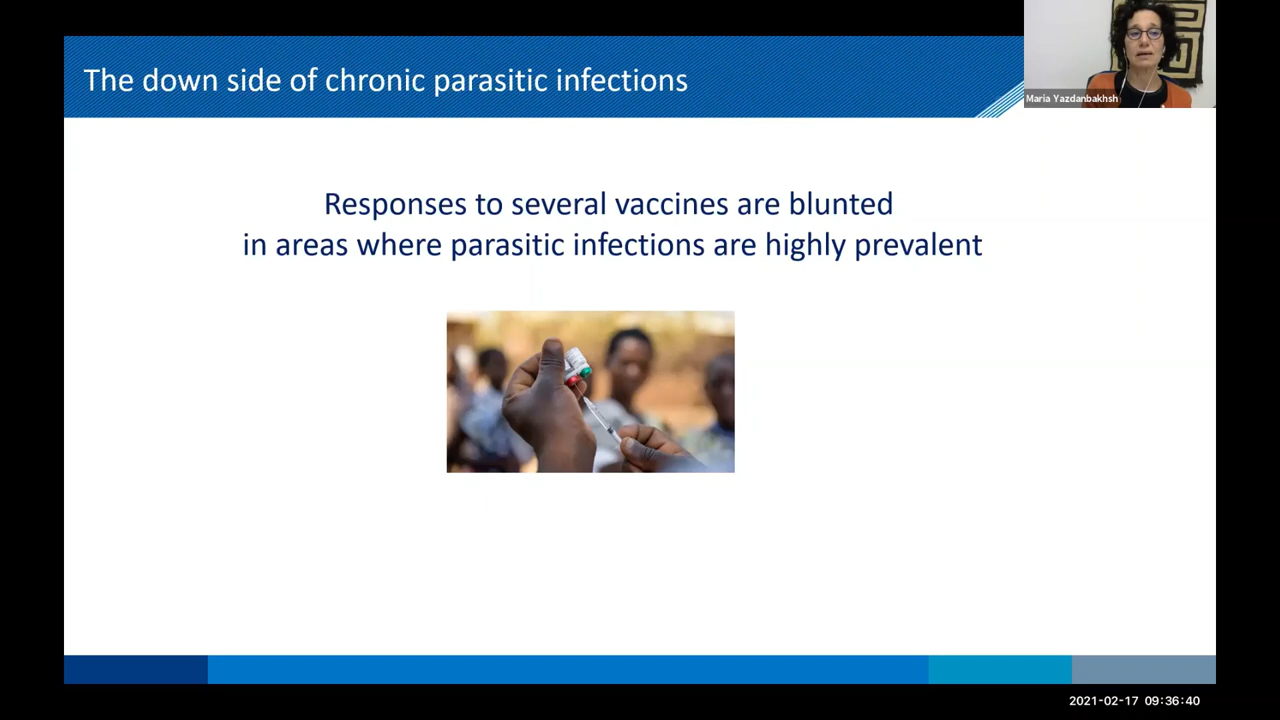 The down side of chronic parasitic infections
Maria Yazdanbakhsh
Responses to several vaccines are blunted
in areas where parasitic infections are highly prevalent
2021-02-17 09:36:40